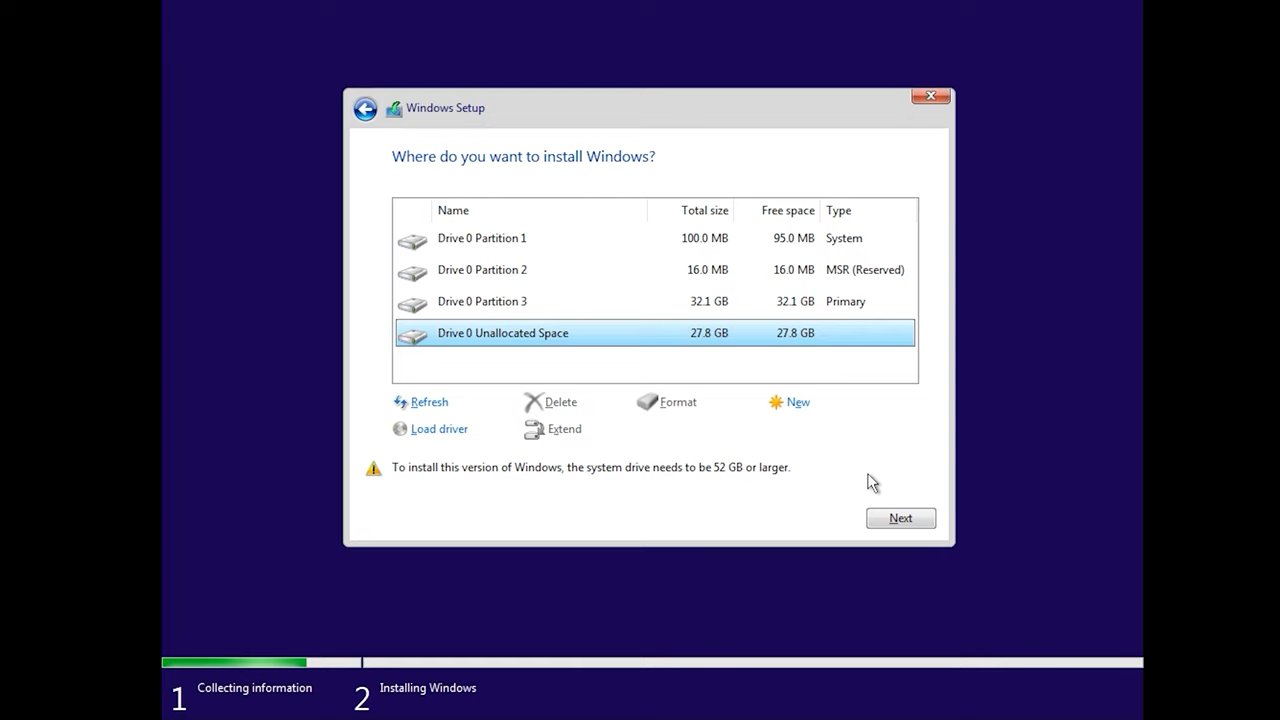 Windows Setup
Where do you want to install Windows?
Name Total size Free space Type
Drive 0 Partition 1 100.0 MB 95.0 MB System
Drive 0 Partition 2 16.0 MB 16.0 MB MSR (Reserved)
Drive 0 Partition 3 32.1 GB 32.1 GB Primary
Drive 0 Unallocated Space 27.8 GB 27.8 GB
Refresh Delete Format New
Load driver Extend
To install this version of Windows, the system drive needs to be 52 GB or larger.
Next
1 Collecting information 2 Installing Windows